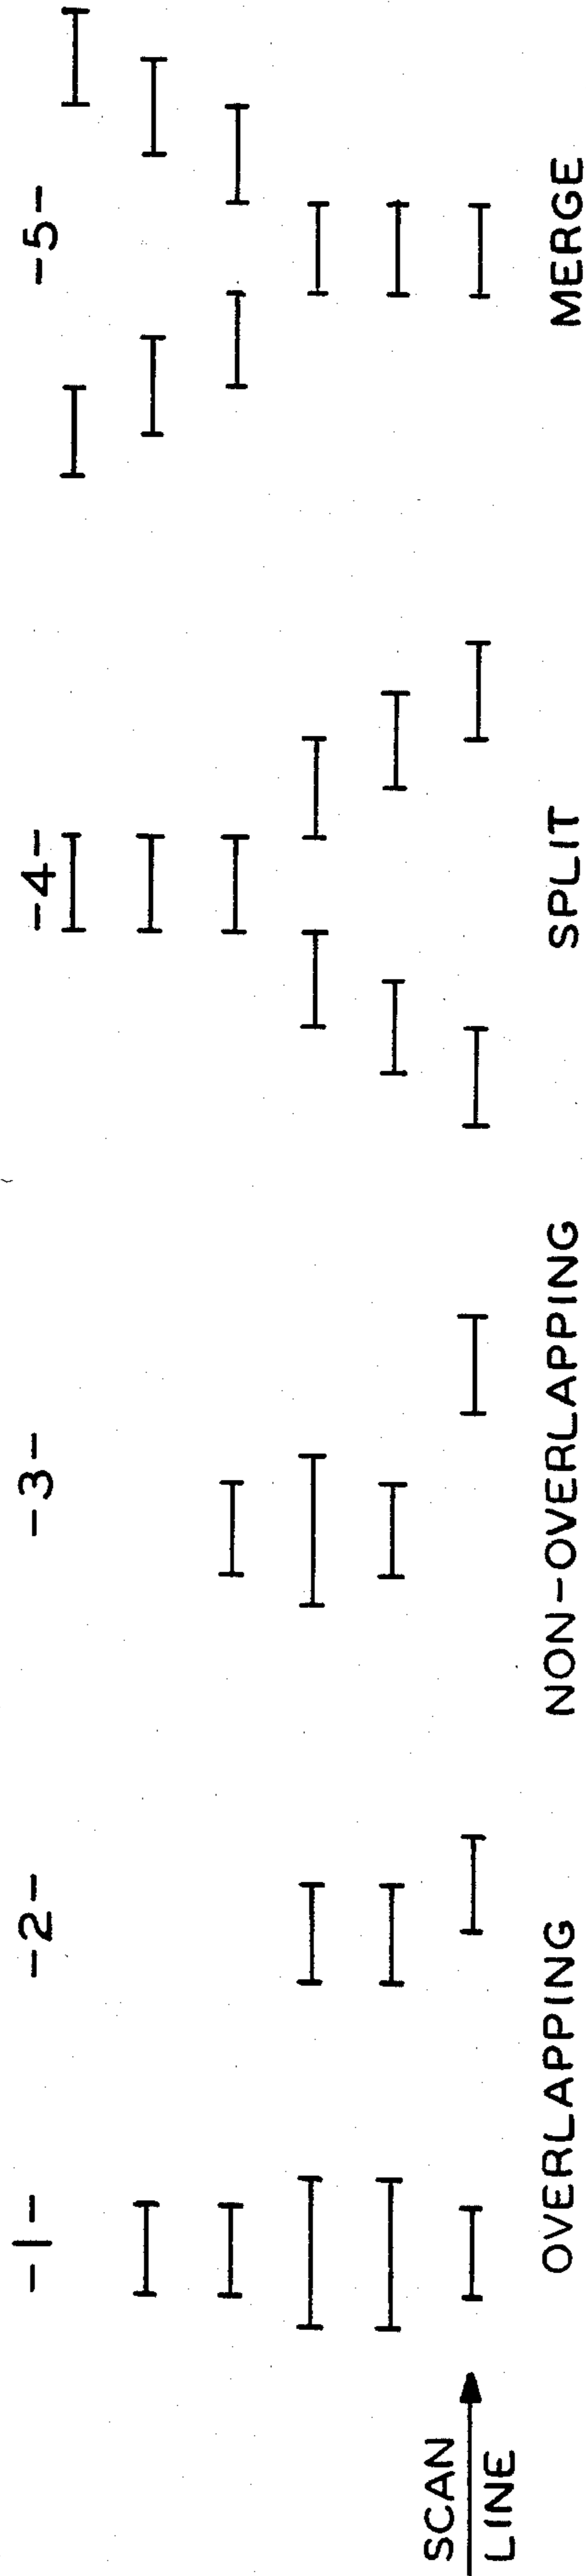 -1-
-2-
-3-
-4-
-5-
SCAN
LINE
OVERLAPPING
NON-OVERLAPPING
SPLIT
MERGE